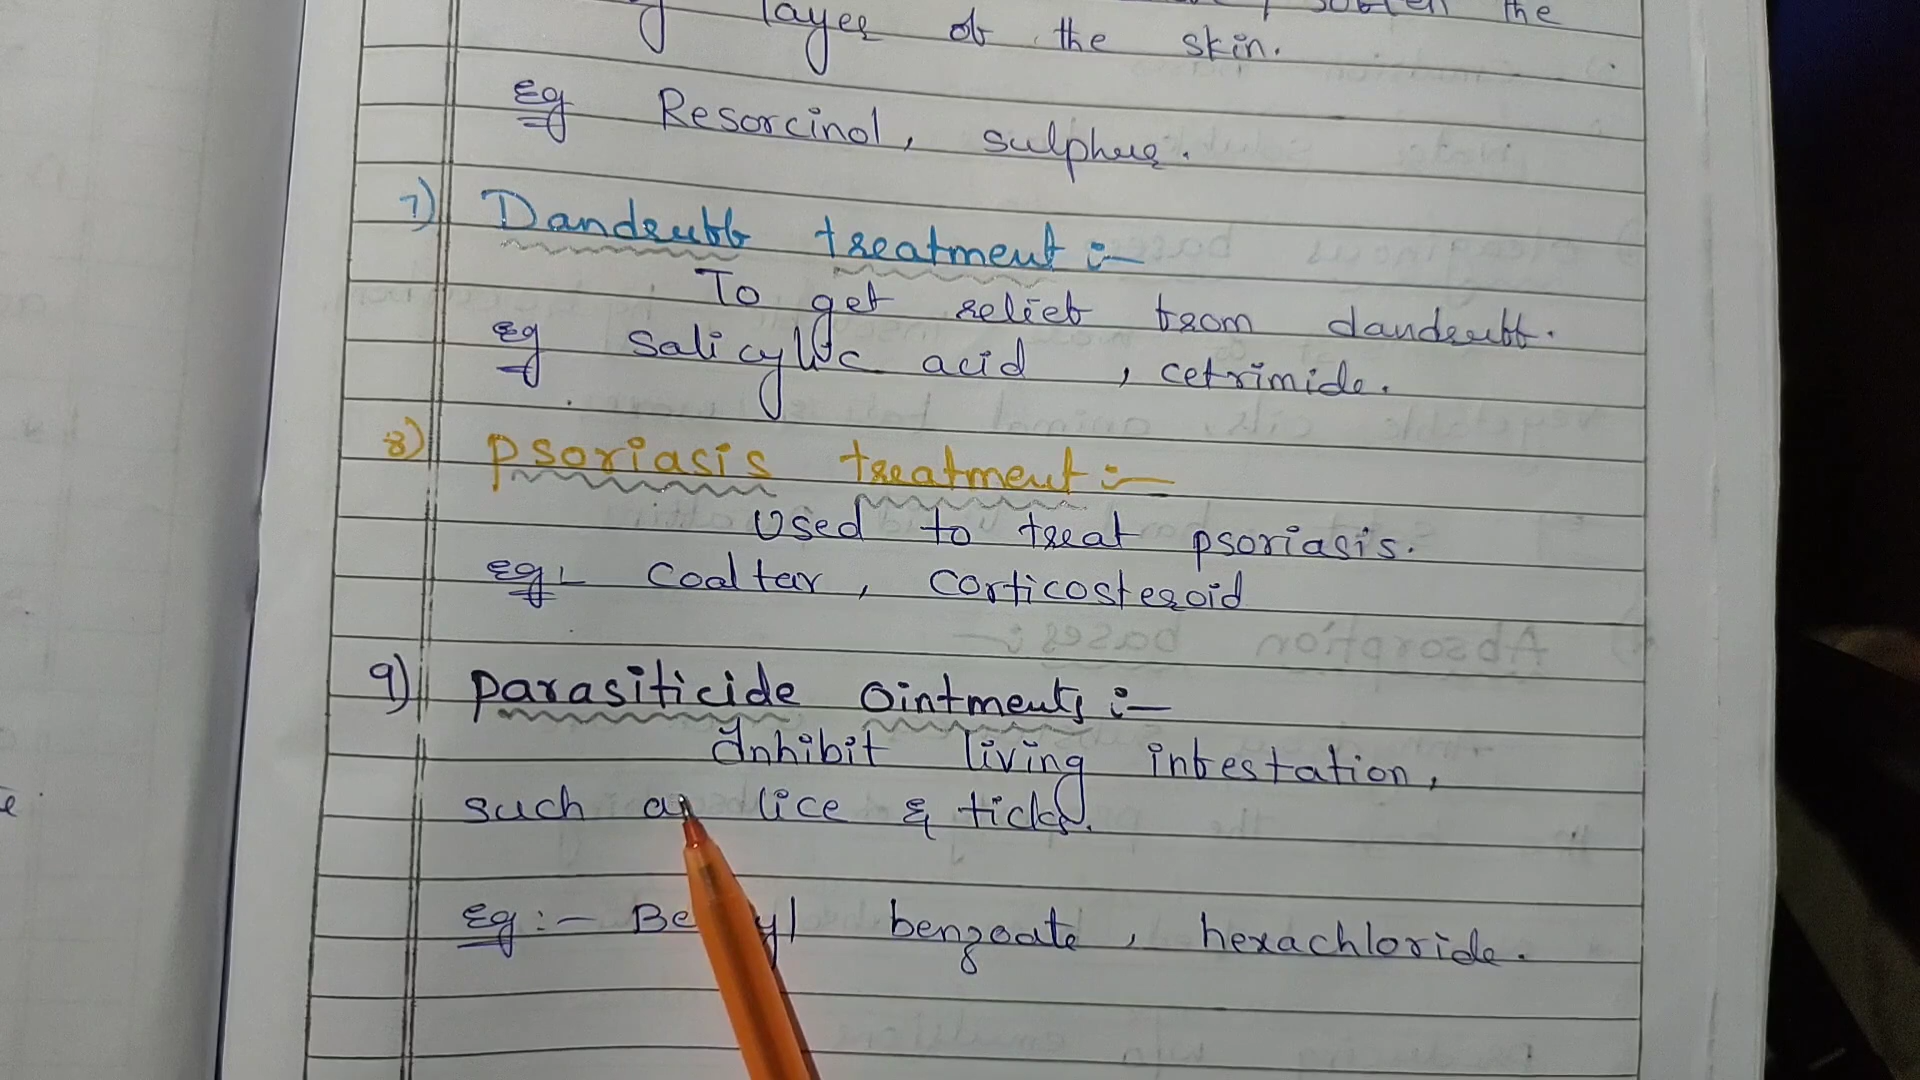 layer of the skin.
Eg Resorcinol, sulphur.
7) Dandruff treatment :-
To get relief from dandruff.
Eg Salicylic acid , cetrimide.
8) Psoriasis treatment :-
Used to treat psoriasis.
eg:- Coaltar , Corticosteroid
9) Parasiticide Ointments :-
Inhibit living infestation,
such as lice & ticks.
Eg :- benzoate , hexachloride.